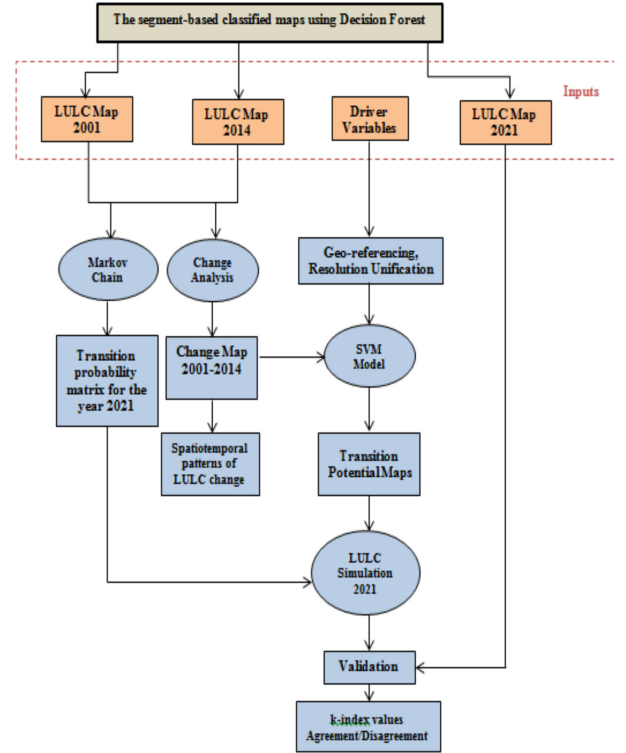 The segment-based classified maps using Decision Forest
Inputs
LULC Map
2001
LULC Map
2014
Driver
Variables
LULC Map
2021
Markov
Chain
Change
Analysis
Geo-referencing,
Resolution Unification
Transition
probability
matrix for the
year 2021
Change Map
2001-2014
SVM
Model
Spatiotemporal
patterns of
LULC change
Transition
Potential Maps
LULC
Simulation
2021
Validation
k-index values
Agreement/Disagreement